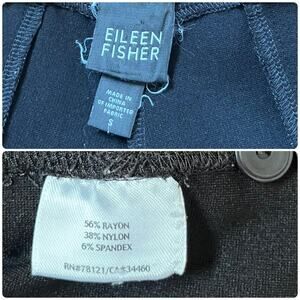 EILEEN
FISHER
MADE IN
CHINA
OF IMPORTED
FABRIC
S
56% RAYON
38% NYLON
6% SPANDEX
RN#78121/CA#34460